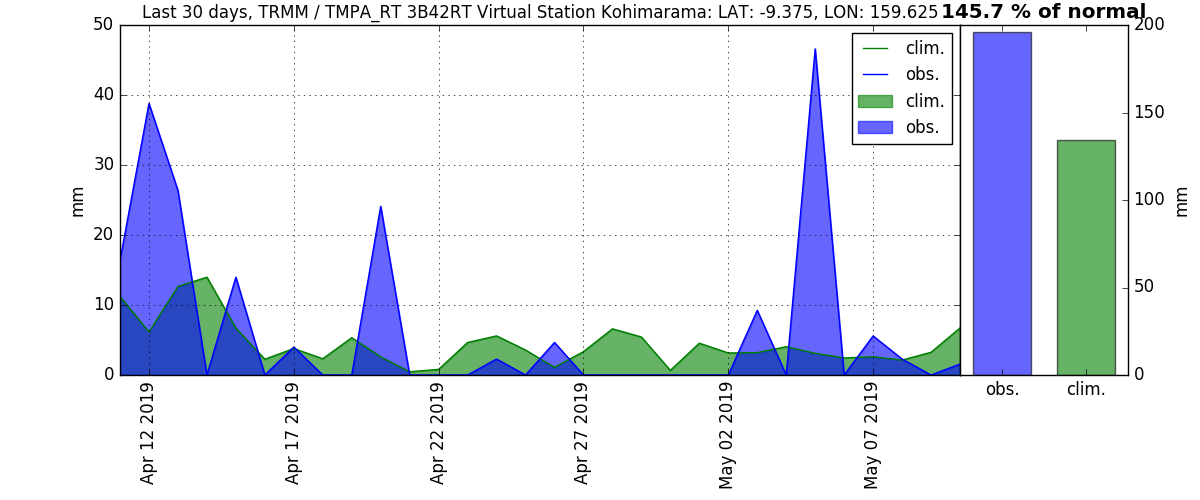 Last 30 days, TRMM / TMPA_RT 3B42RT Virtual Station Kohimarama: LAT: -9.375, LON: 159.625
145.7 % of normal
50
40
30
20
10
0
mm
clim.
obs.
clim.
obs.
Apr 12 2019
Apr 17 2019
Apr 22 2019
Apr 27 2019
May 02 2019
May 07 2019
200
150
100
50
0
mm
obs.
clim.